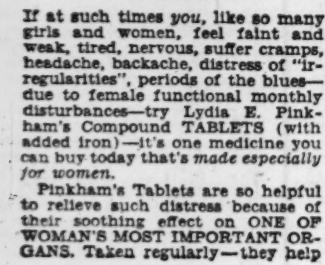 If at such times you, like so many
girls and women, feel faint and
weak, tired, nervous, suffer cramps,
headache, backache, distress of "ir-
regularities", periods of the blues—
due to female functional monthly
disturbances—try Lydia E. Pink-
ham's Compound TABLETS (with
added iron)—it's one medicine you
can buy today that's made especially
for women.
Pinkham's Tablets are so helpful
to relieve such distress because of
their soothing effect on ONE OF
WOMAN'S MOST IMPORTANT OR-
GANS. Taken regularly—they help